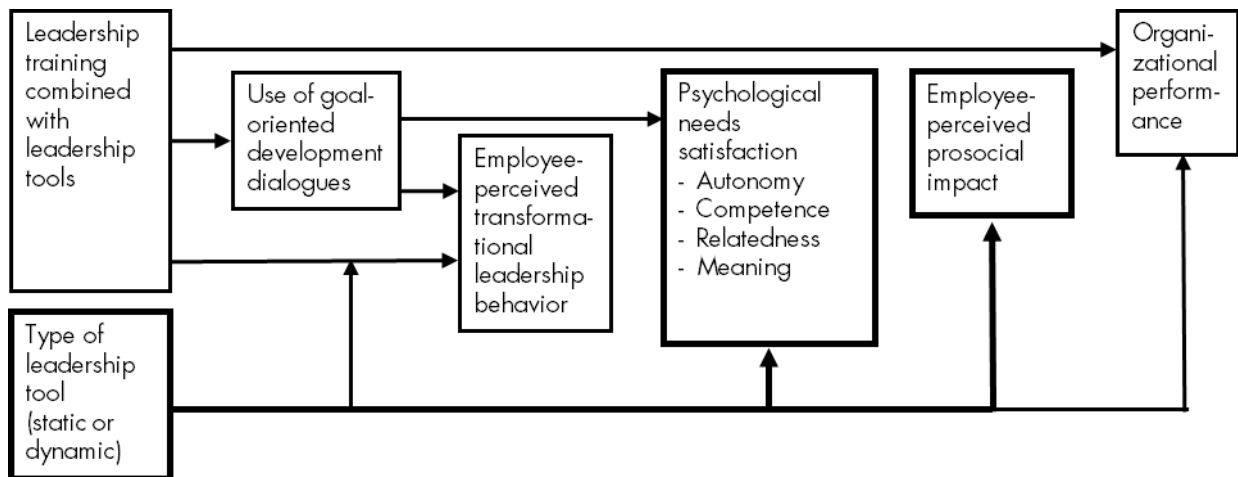 Leadership
training
combined
with
leadership
tools
Use of goal-
oriented
development
dialogues
Employee-
perceived
transforma-
tional
leadership
behavior
Psychological
needs
satisfaction
- Autonomy
- Competence
- Relatedness
- Meaning
Employee-
perceived
prosocial
impact
Organi-
zational
perform-
ance
Type of
leadership
tool
(static or
dynamic)